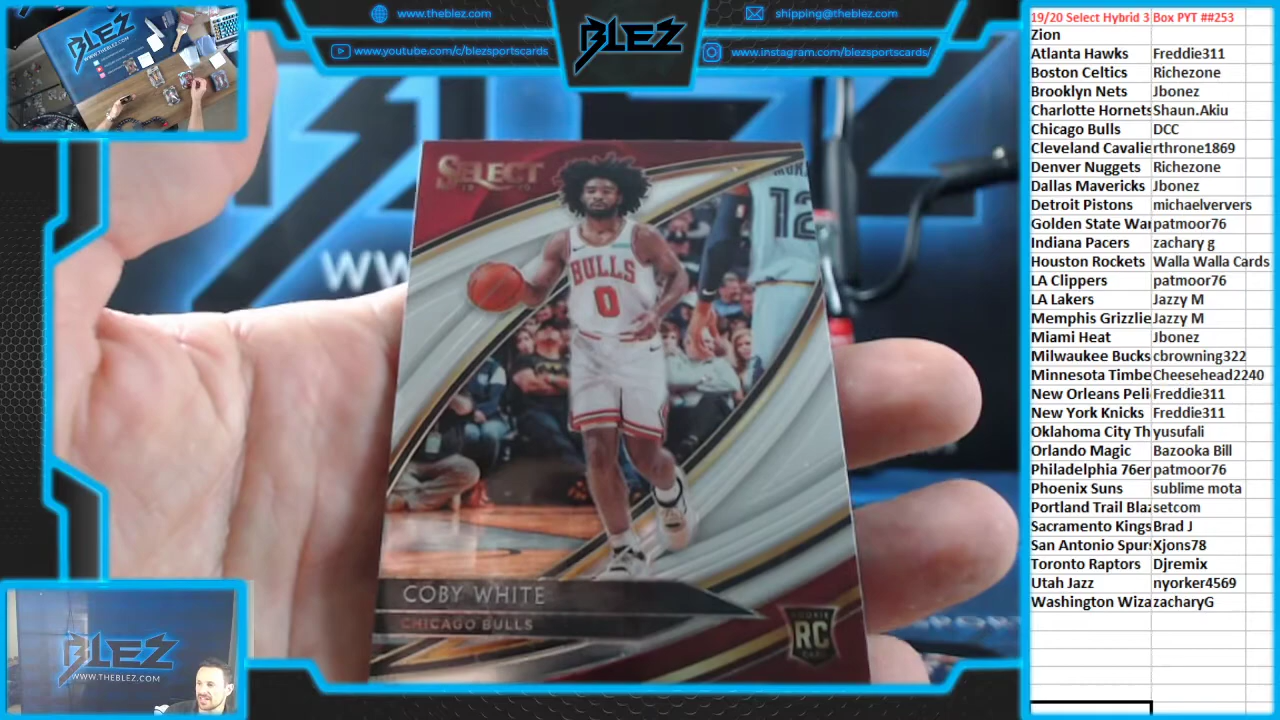 www.theblez.com
shipping@theblez.com
www.youtube.com/c/blezsportscards
BLEZ
www.instagram.com/blezsportscards/
SELECT
12
BULLS
0
COBY WHITE
CHICAGO BULLS
ROOKIE
RC
BLEZ
WWW.THEBLEZ.COM
19/20 Select Hybrid 3 Box PYT ##253
Zion
Atlanta Hawks Freddie311
Boston Celtics Richezone
Brooklyn Nets Jbonez
Charlotte Hornets Shaun.Akiu
Chicago Bulls DCC
Cleveland Cavalie rthrone1869
Denver Nuggets Richezone
Dallas Mavericks Jbonez
Detroit Pistons michaelververs
Golden State War patmoor76
Indiana Pacers zachary g
Houston Rockets Walla Walla Cards
LA Clippers patmoor76
LA Lakers Jazzy M
Memphis Grizzlie Jazzy M
Miami Heat Jbonez
Milwaukee Bucks cbrowning322
Minnesota Timbe Cheesehead2240
New Orleans Peli Freddie311
New York Knicks Freddie311
Oklahoma City Th yusufali
Orlando Magic Bazooka Bill
Philadelphia 76er patmoor76
Phoenix Suns sublime mota
Portland Trail Blaz setcom
Sacramento Kings Brad J
San Antonio Spurs Xjons78
Toronto Raptors Djremix
Utah Jazz nyorker4569
Washington Wiza zacharyG